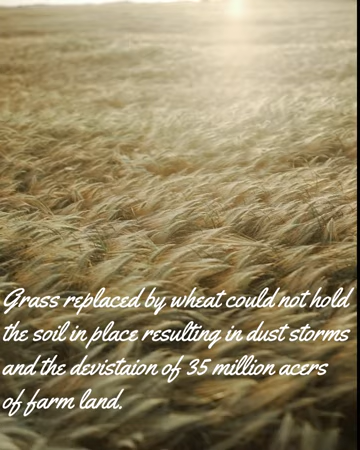 Grass replaced by wheat could not hold
the soil in place resulting in dust storms
and the devistaion of 35 million acers
of farm land.